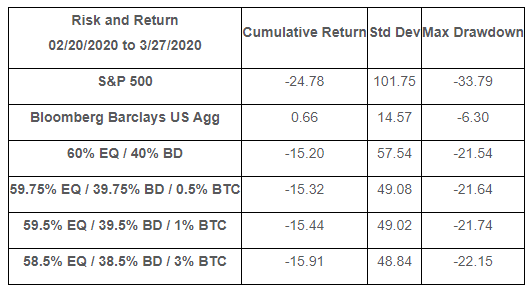 Risk and Return
02/20/2020 to 3/27/2020 Cumulative Return Std Dev Max Drawdown
S&P 500 -24.78 101.75 -33.79
Bloomberg Barclays US Agg 0.66 14.57 -6.30
60% EQ / 40% BD -15.20 57.54 -21.54
59.75% EQ / 39.75% BD / 0.5% BTC -15.32 49.08 -21.64
59.5% EQ / 39.5% BD / 1% BTC -15.44 49.02 -21.74
58.5% EQ / 38.5% BD / 3% BTC -15.91 48.84 -22.15